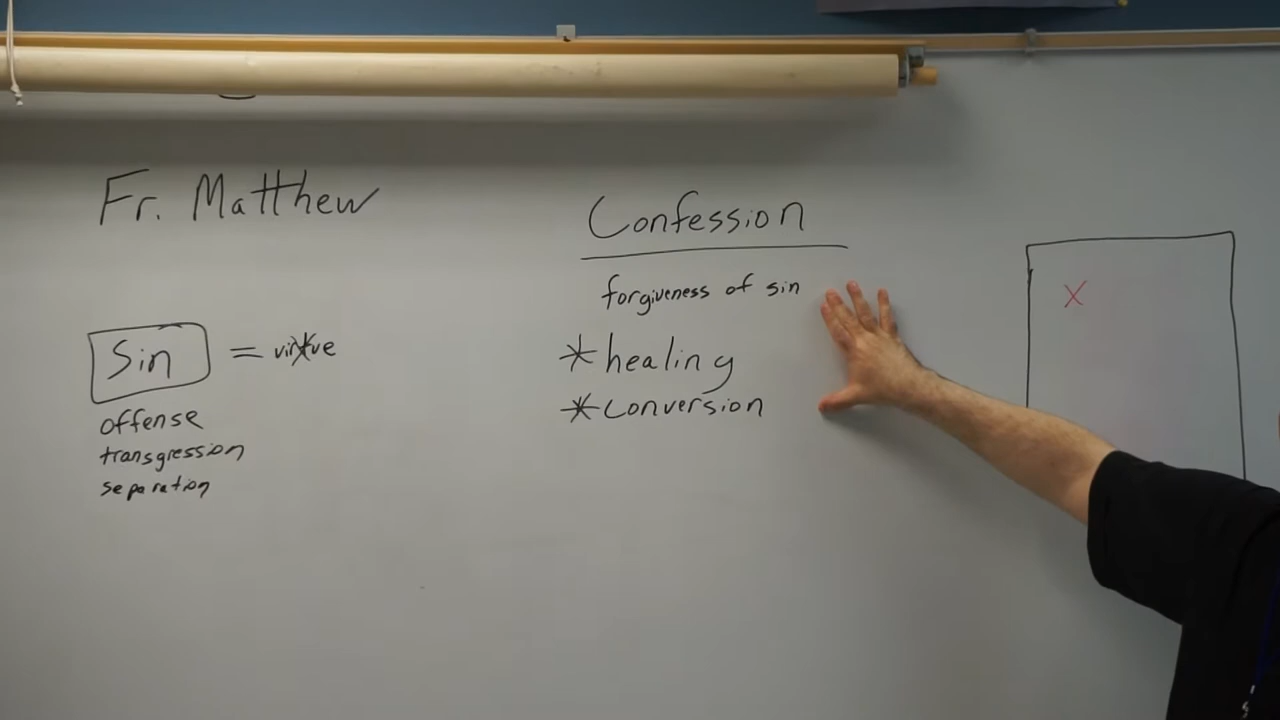 Fr. Matthew
Confession
forgiveness of sin
* healing
* conversion
Sin = virtue
offense
transgression
separation
X